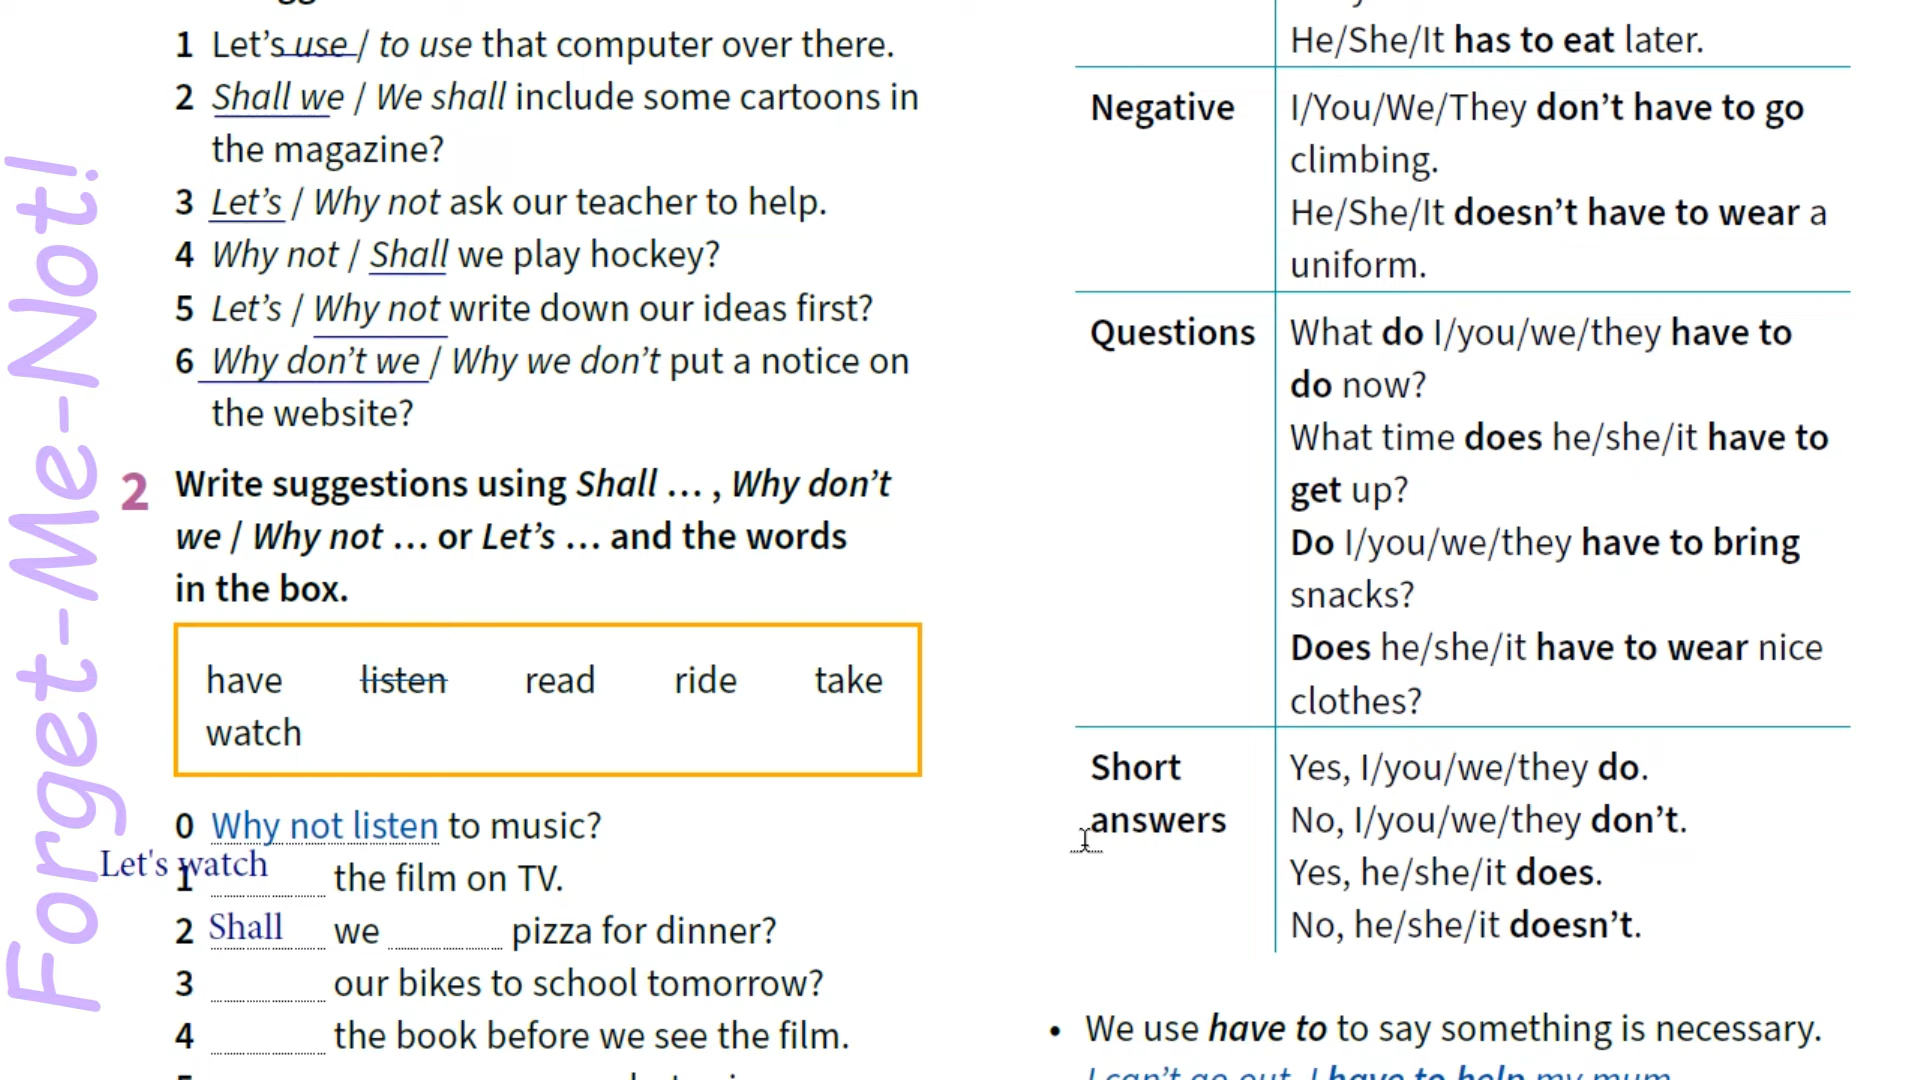 1 Let's use / to use that computer over there.
2 Shall we / We shall include some cartoons in
the magazine?
3 Let's / Why not ask our teacher to help.
4 Why not / Shall we play hockey?
5 Let's / Why not write down our ideas first?
6 Why don't we / Why we don't put a notice on
the website?
2 Write suggestions using Shall … , Why don't
we / Why not … or Let's … and the words
in the box.
have listen read ride take
watch
0 Why not listen to music?
Let's watch
1 the film on TV.
2 Shall we pizza for dinner?
3 our bikes to school tomorrow?
4 the book before we see the film.
He/She/It has to eat later.
Negative I/You/We/They don't have to go
climbing.
He/She/It doesn't have to wear a
uniform.
Questions What do I/you/we/they have to
do now?
What time does he/she/it have to
get up?
Do I/you/we/they have to bring
snacks?
Does he/she/it have to wear nice
clothes?
Short Yes, I/you/we/they do.
answers No, I/you/we/they don't.
Yes, he/she/it does.
No, he/she/it doesn't.
• We use have to to say something is necessary.
I can't go out. I have to help my mum.
Forget-Me-Not!